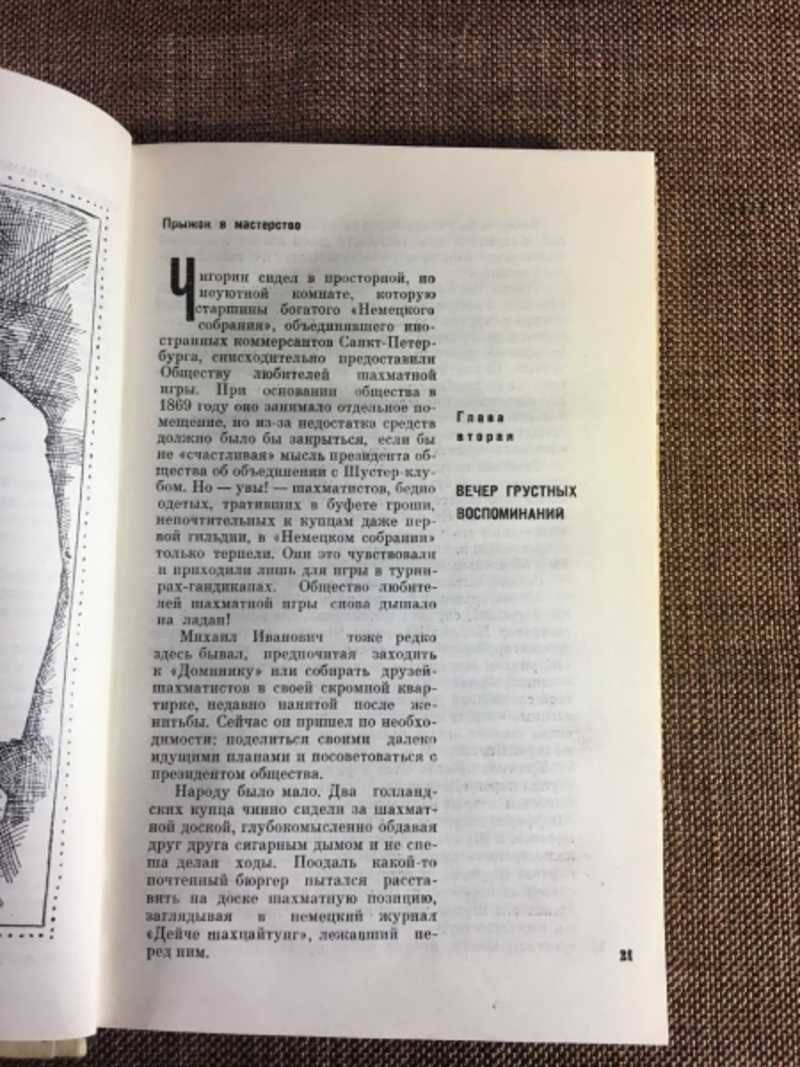 Прыжок в мастерство
Чигорин сидел в просторной, но
неуютной комнате, которую
старшины богатого «Немецкого
собрания», объединявшего ино-
странных коммерсантов Санкт-Петер-
бурга, снисходительно предоставили
Обществу любителей шахматной
игры. При основании общества в
1869 году оно занимало отдельное по-
мещение, но из-за недостатка средств
должно было бы закрыться, если бы
не «счастливая» мысль президента об-
щества об объединении с Шустер-клу-
бом. Но — увы! — шахматистов, бедно
одетых, тративших в буфете гроши,
непочтительных к купцам даже пер-
вой гильдии, в «Немецком собрании»
только терпели. Они это чувствовали
и приходили лишь для игры в турни-
рах-гандикапах. Общество любите-
лей шахматной игры снова дышало
на ладан!
Михаил Иванович тоже редко
здесь бывал, предпочитая заходить
к «Доминику» или собирать друзей-
шахматистов в своей скромной квар-
тирке, недавно нанятой после же-
нитьбы. Сейчас он пришел по необхо-
димости: поделиться своими далеко
идущими планами и посоветоваться с
президентом общества.
Народу было мало. Два голланд-
ских купца чинно сидели за шахмат-
ной доской, глубокомысленно обдавая
друг друга сигарным дымом и не спе-
ша делая ходы. Поодаль какой-то
почтенный бюргер пытался расста-
вить на доске шахматную позицию,
заглядывая в немецкий журнал
«Дейче шахцайтунг», лежавший пе-
ред ним.
Глава
вторая
ВЕЧЕР ГРУСТНЫХ
ВОСПОМИНАНИЙ
21